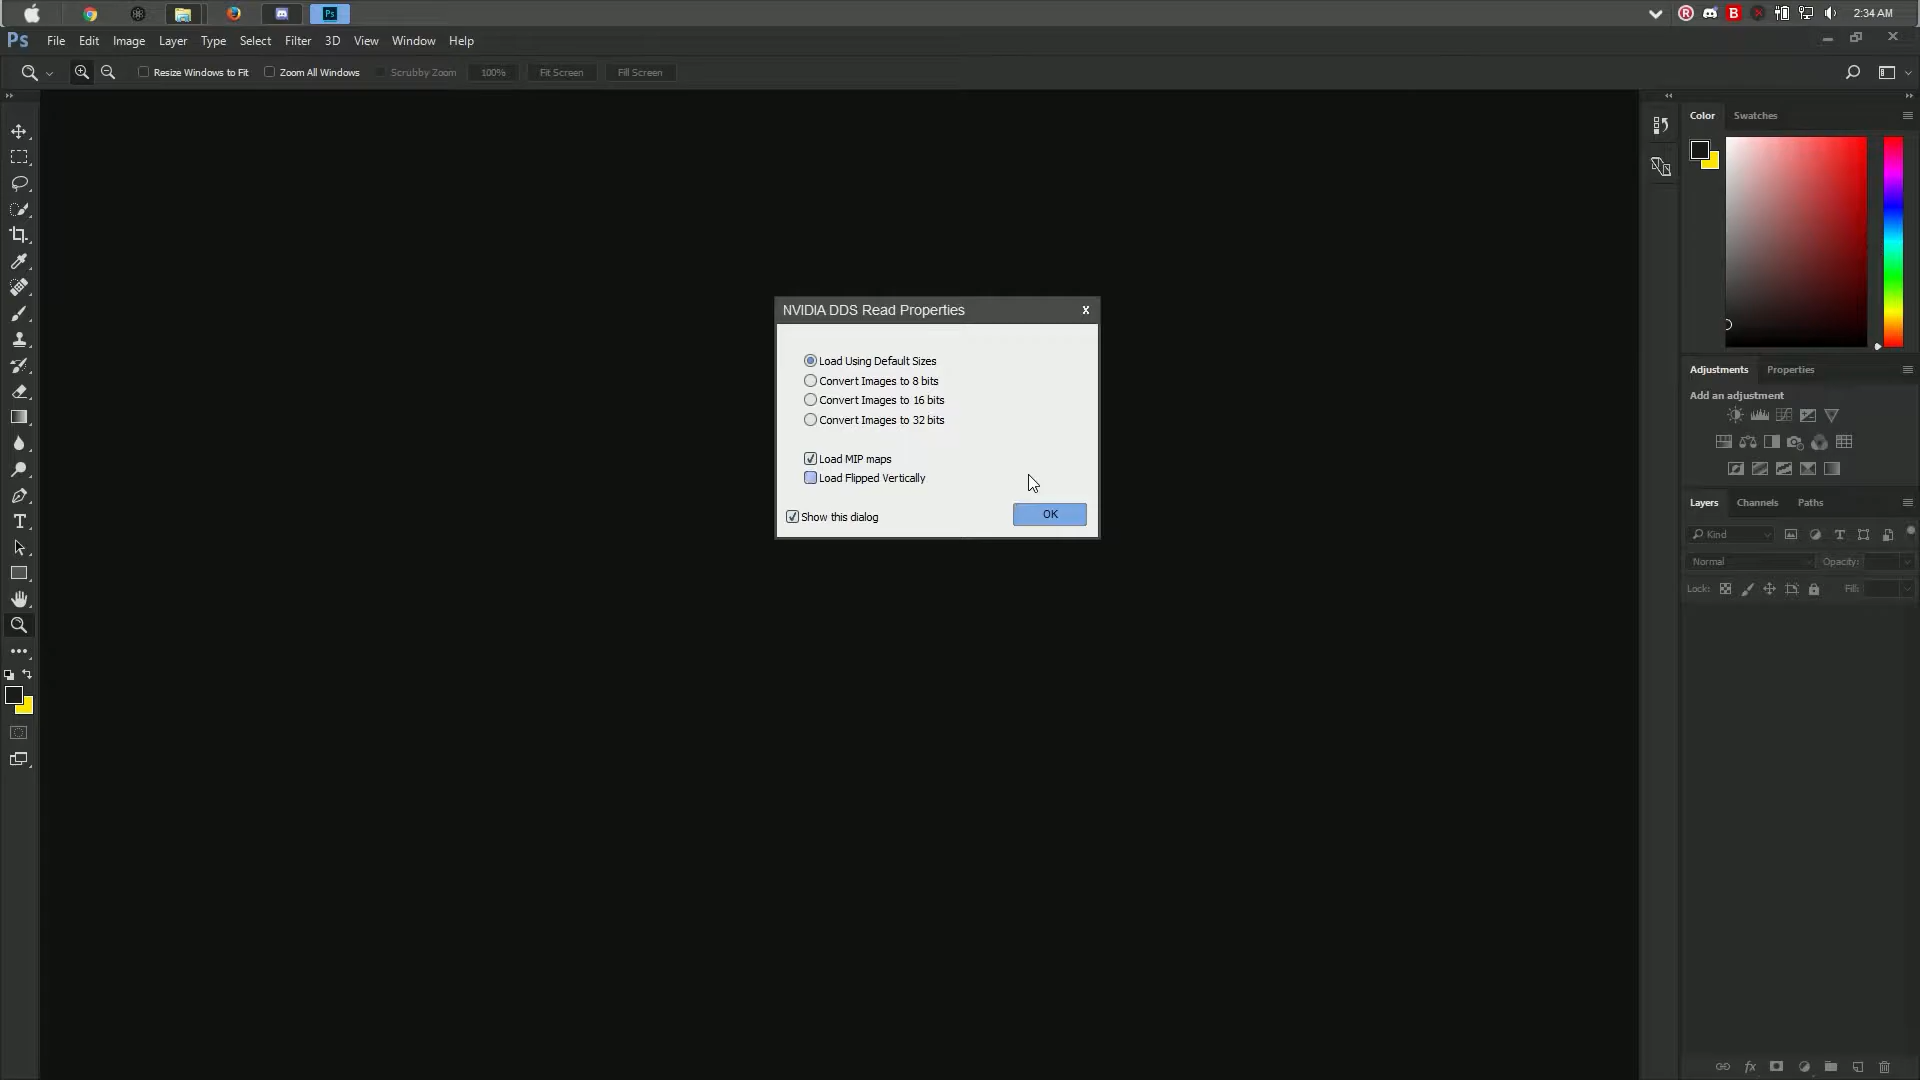 2:34 AM
Ps
File Edit Image Layer Type Select Filter 3D View Window Help
Resize Windows to Fit Zoom All Windows Scrubby Zoom 100% Fit Screen Fill Screen
Color Swatches
NVIDIA DDS Read Properties x
Load Using Default Sizes
Convert Images to 8 bits
Convert Images to 16 bits
Convert Images to 32 bits
Load MIP maps
Load Flipped Vertically
Show this dialog OK
Adjustments Properties
Add an adjustment
Layers Channels Paths
Kind
Normal Opacity:
Lock: Fill: